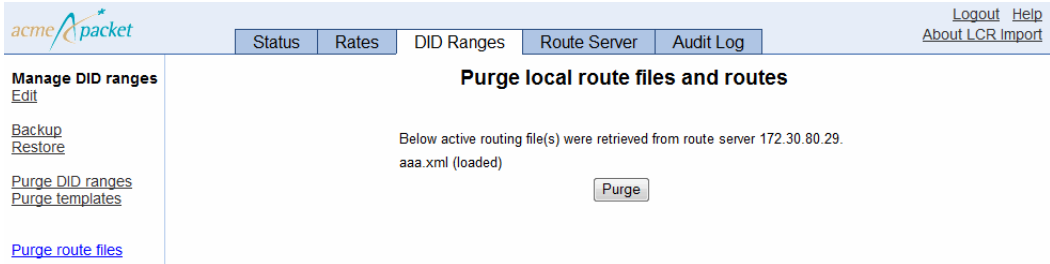 acme packet
Logout Help
About LCR Import
Status Rates DID Ranges Route Server Audit Log
Manage DID ranges
Edit
Backup
Restore
Purge DID ranges
Purge templates
Purge route files
Purge local route files and routes
Below active routing file(s) were retrieved from route server 172.30.80.29.
aaa.xml (loaded)
Purge